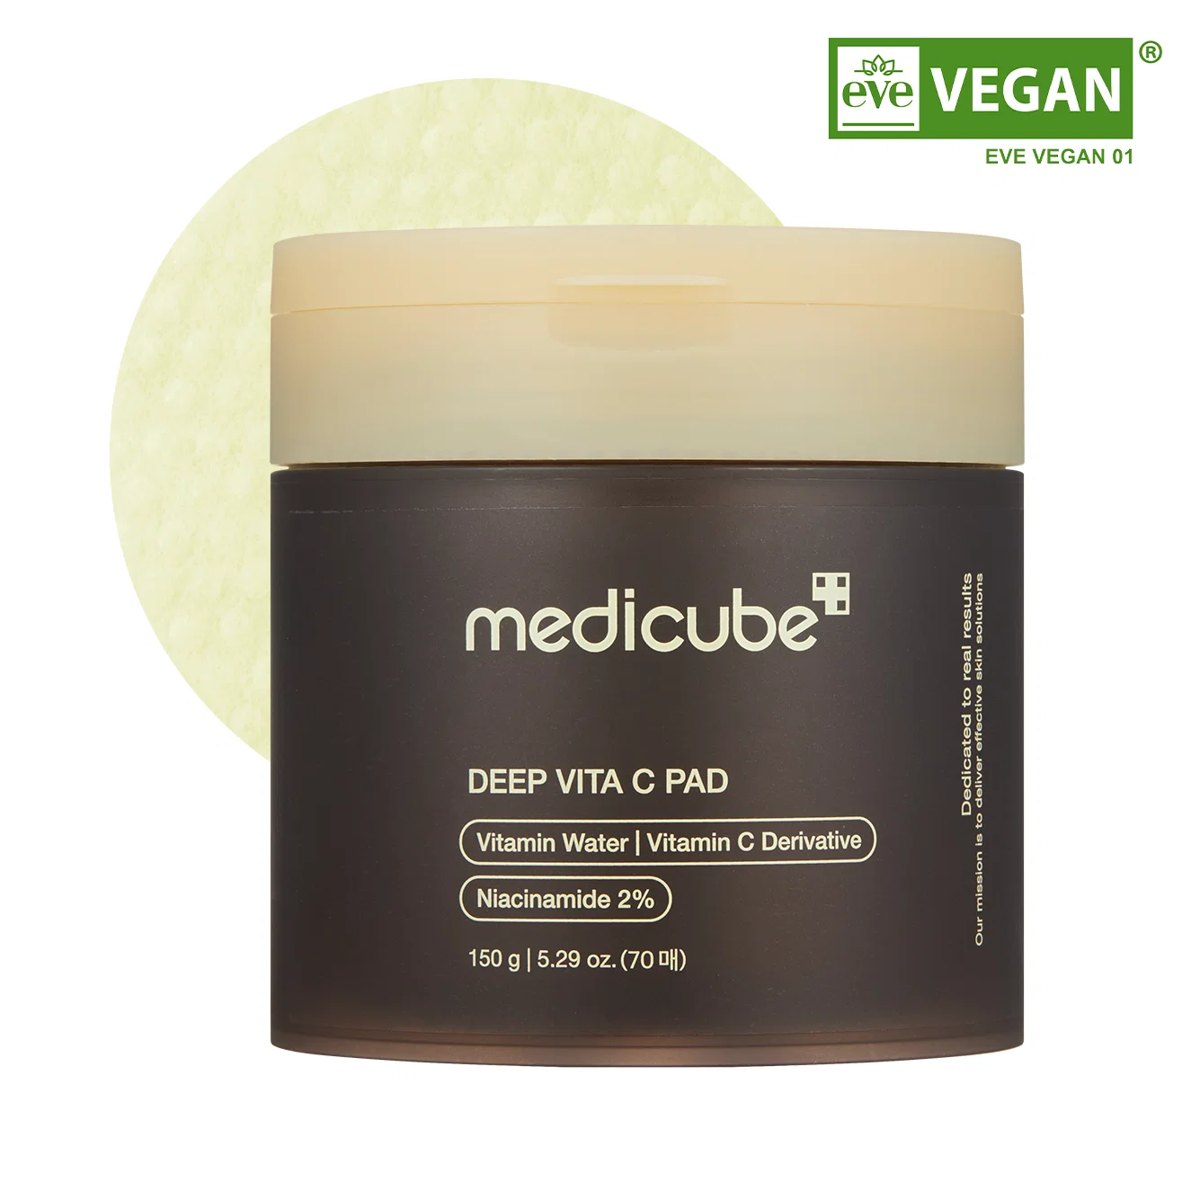 eve VEGAN®
EVE VEGAN 01
medicube
DEEP VITA C PAD
Vitamin Water | Vitamin C Derivative
Niacinamide 2%
150 g | 5.29 oz. (70 매)
Dedicated to real results
Our mission is to deliver effective skin solutions